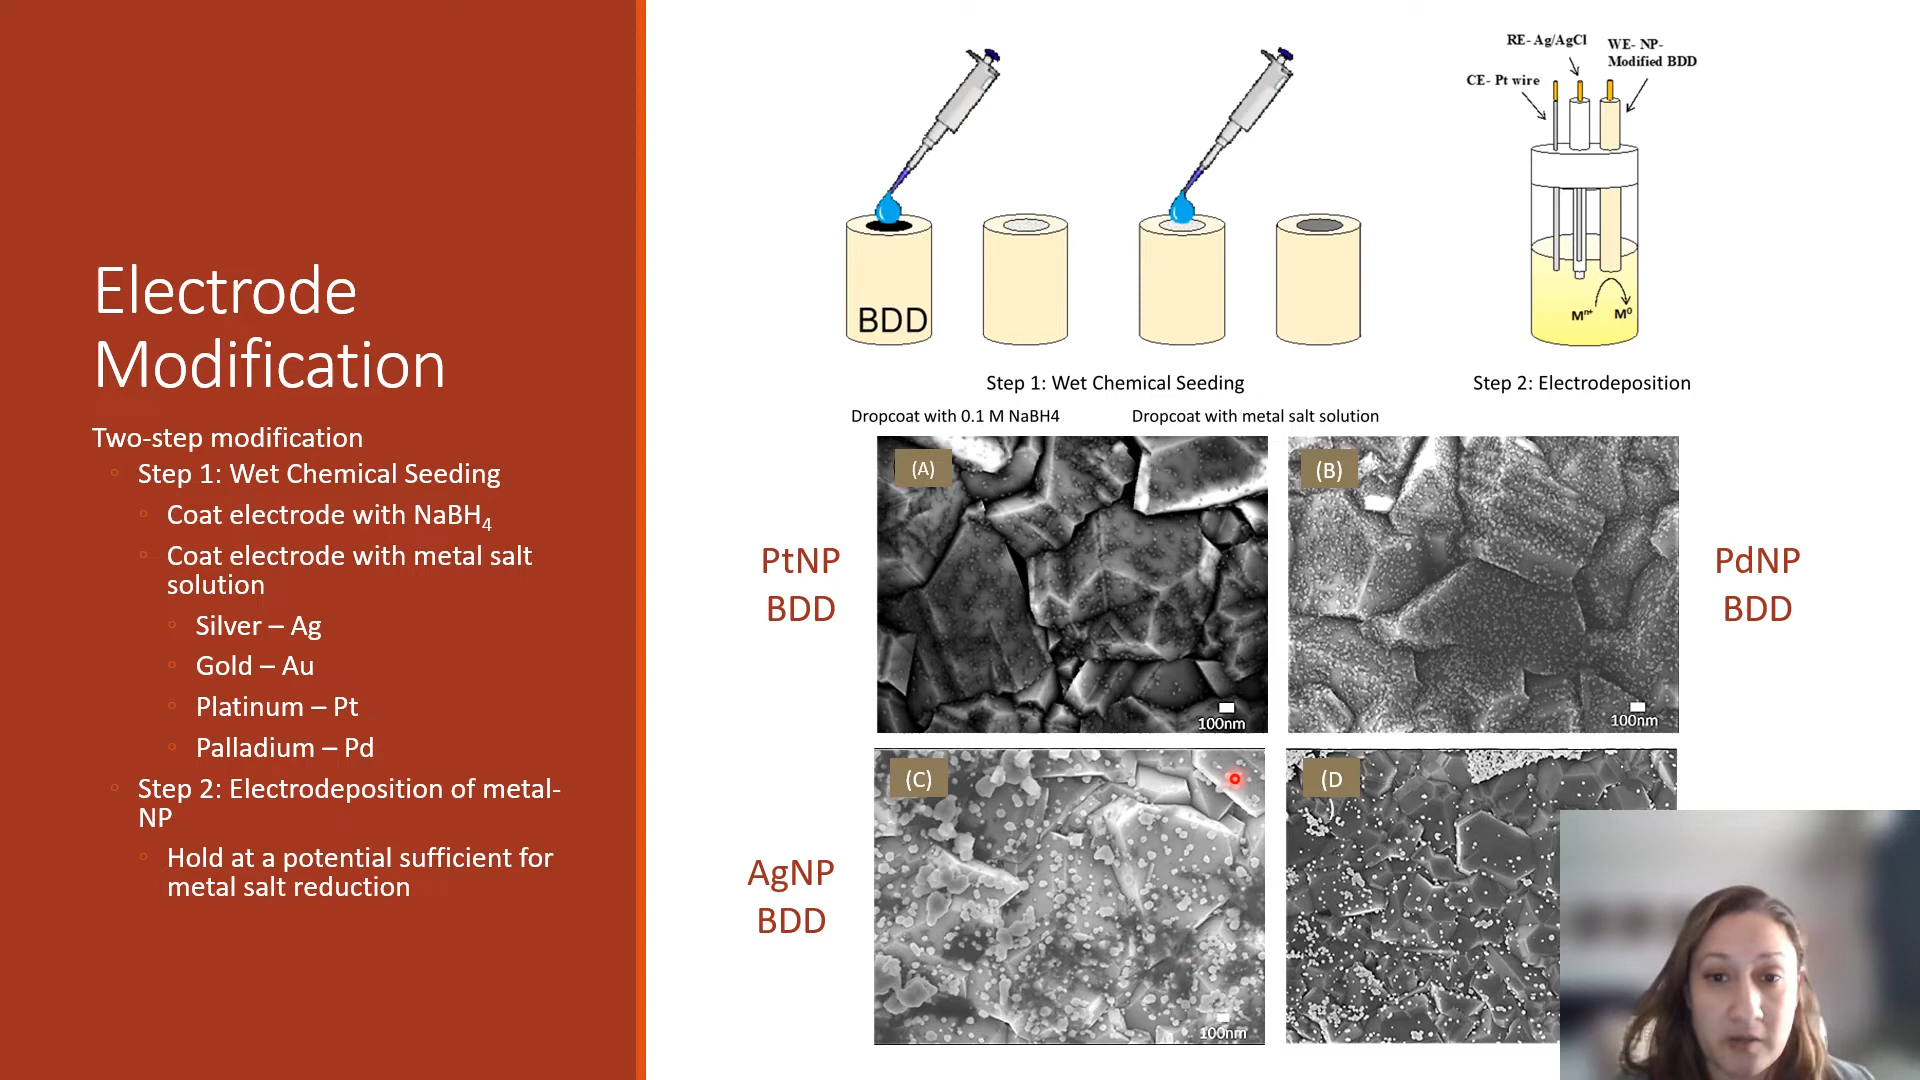 Electrode
Modification
Two-step modification
Step 1: Wet Chemical Seeding
Coat electrode with NaBH4
Coat electrode with metal salt
solution
Silver – Ag
Gold – Au
Platinum – Pt
Palladium – Pd
Step 2: Electrodeposition of metal-
NP
Hold at a potential sufficient for
metal salt reduction
BDD
RE- Ag/AgCl
WE- NP-
Modified BDD
CE- Pt wire
Mn+
M0
Step 1: Wet Chemical Seeding
Step 2: Electrodeposition
Dropcoat with 0.1 M NaBH4
Dropcoat with metal salt solution
PtNP
BDD
(A)
100nm
(B)
100nm
PdNP
BDD
AgNP
BDD
(C)
100nm
(D
)